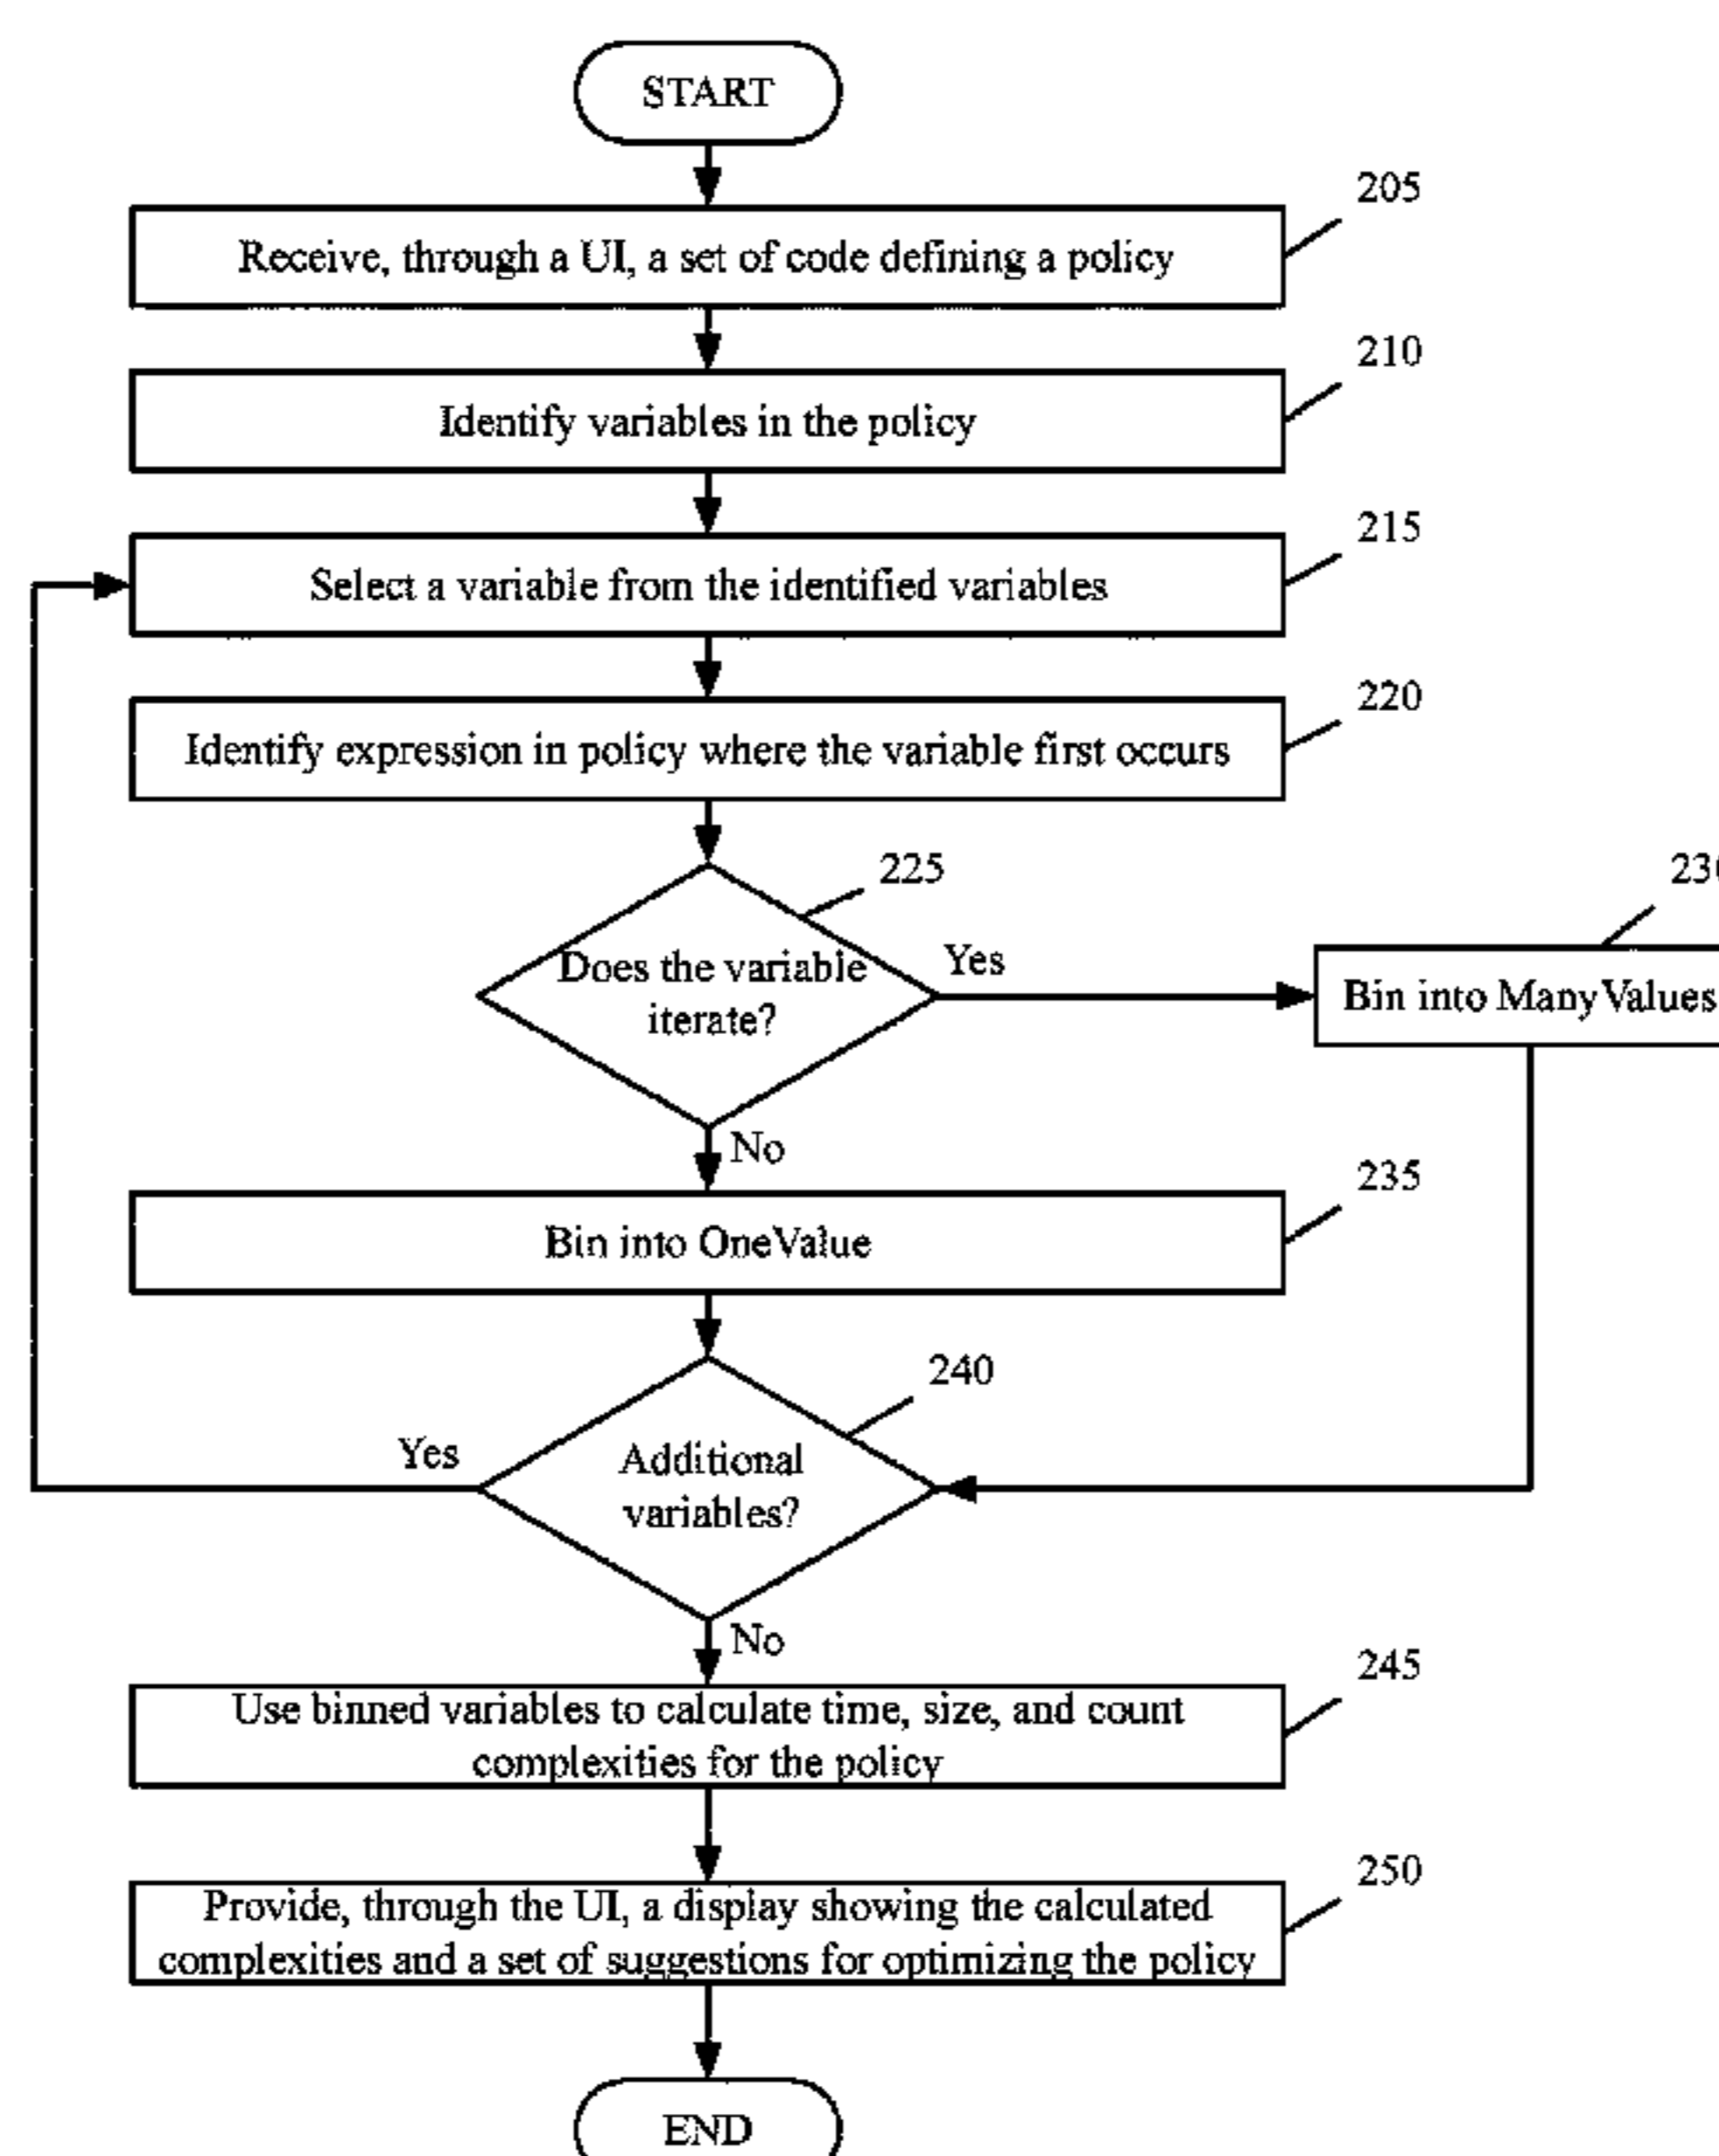 START
205
Receive, through a UI, a set of code defining a policy
210
Identify variables in the policy
215
Select a variable from the identified variables
220
Identify expression in policy where the variable first occurs
225
Does the variable
iterate?
Yes
Bin into ManyValues
No
235
Bin into OneValue
240
Additional
variables?
Yes
No
245
Use binned variables to calculate time, size, and count
complexities for the policy
250
Provide, through the UI, a display showing the calculated
complexities and a set of suggestions for optimizing the policy
END